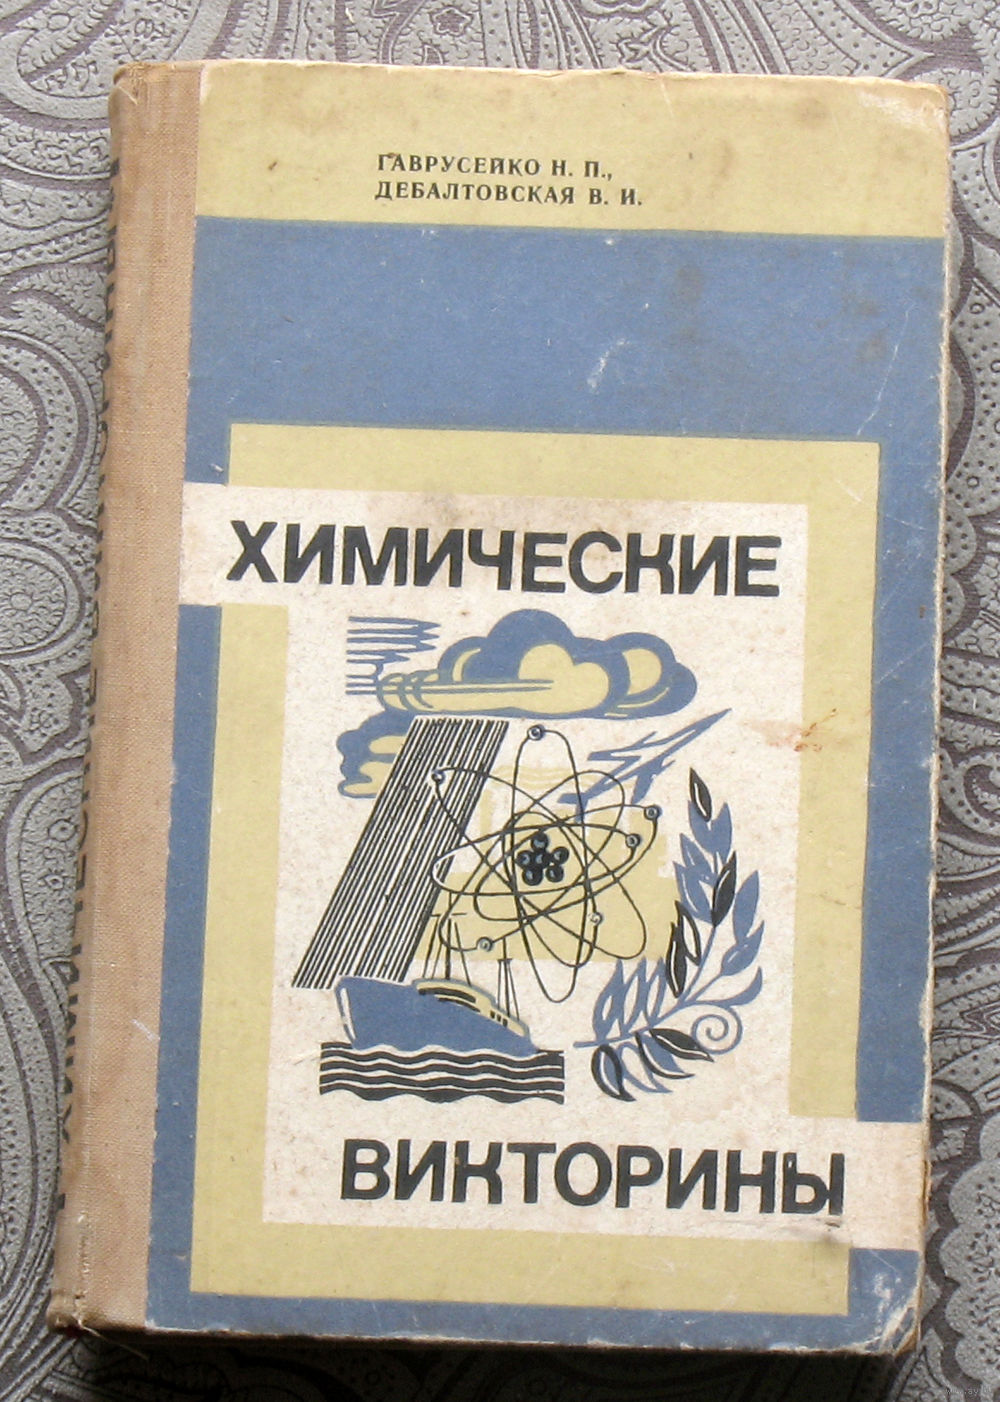 ГАВРУСЕЙКО Н. П.,
ДЕБАЛТОВСКАЯ В. И.
ХИМИЧЕСКИЕ
ВИКТОРИНЫ